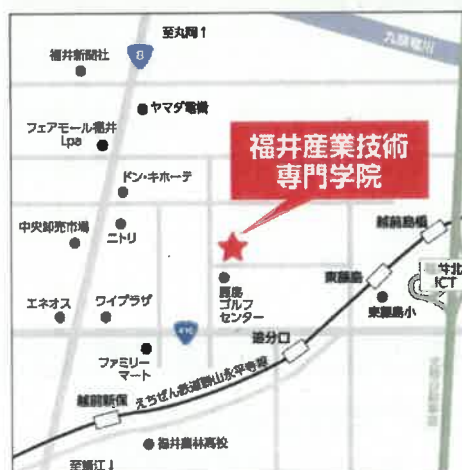 至丸岡↑
福井新聞社
8
ヤマダ電機
フェアモール福井
Lpa
福井産業技術
専門学院
ドン・キホーテ
越前島橋
中央卸売市場
ニトリ
東藤島
ゴルフ
センター
東藤島小
ICT
エネオス
ワイプラザ
416
追分口
ファミリー
マート
えちぜん鉄道勝山永平寺線
越前新保
福井農林高校
至鯖江↓